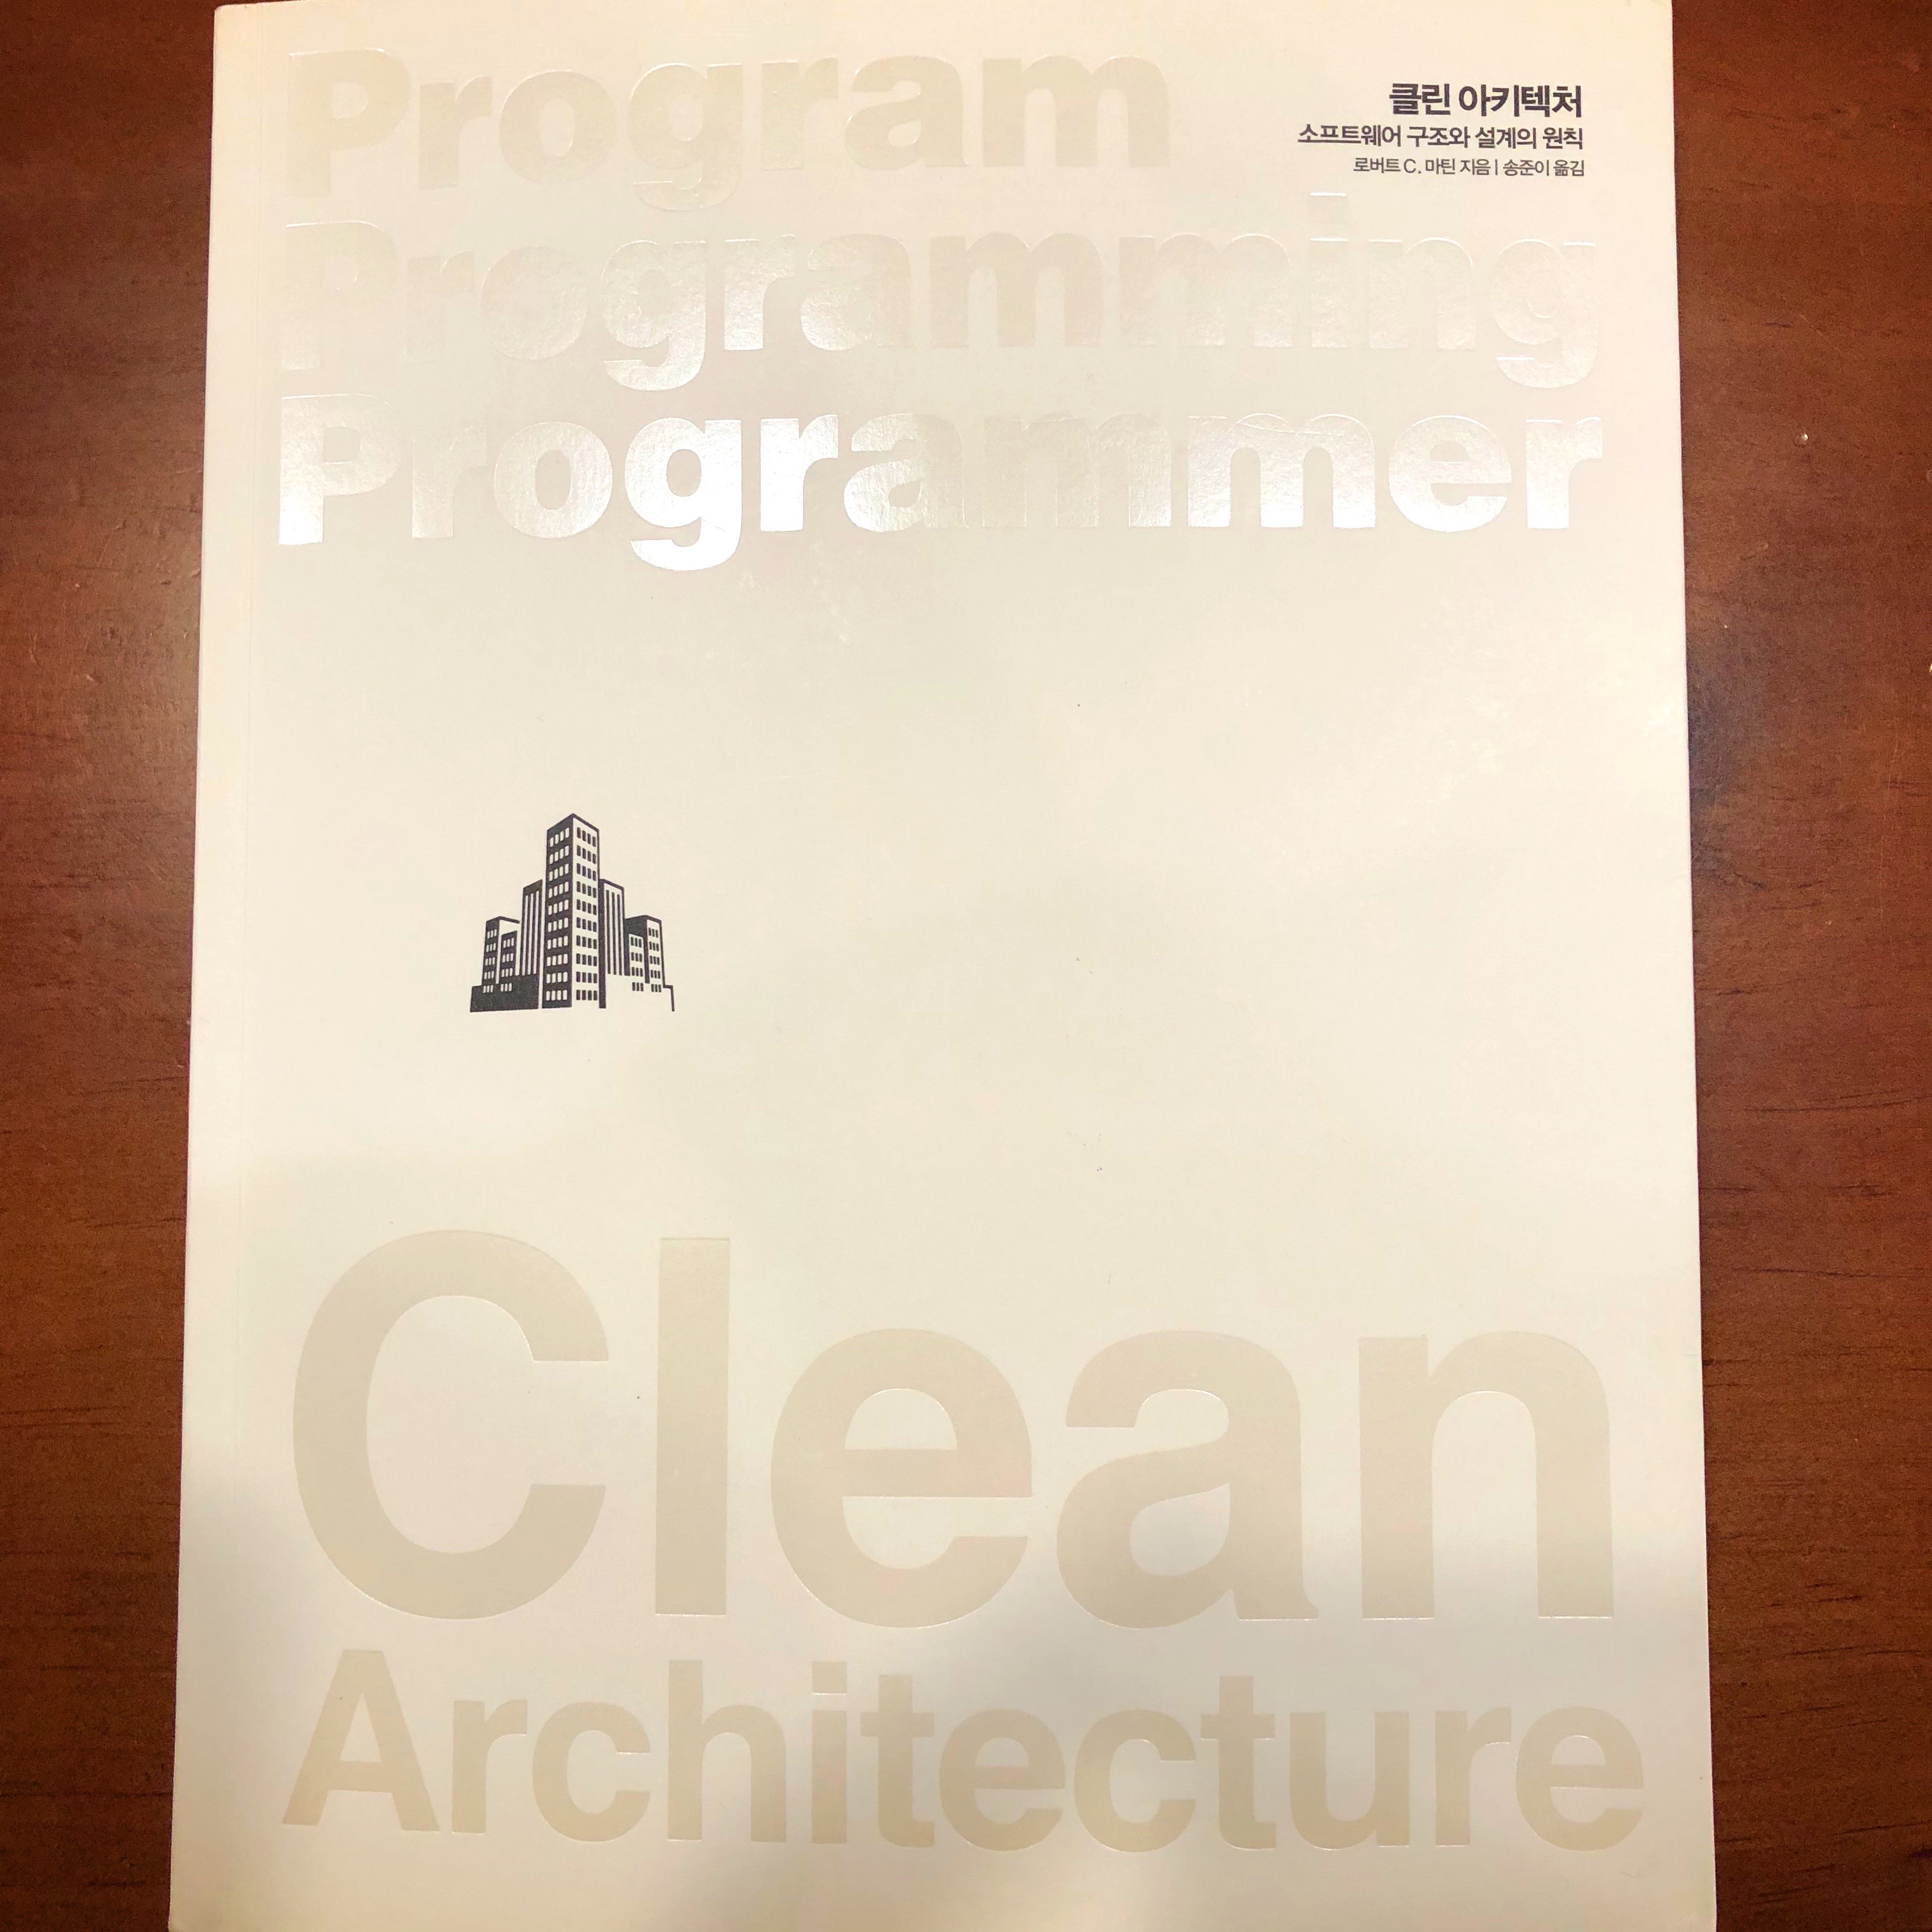 Program
클린 아키텍처
소프트웨어 구조와 설계의 원칙
로버트 C. 마틴 지음 | 송준이 옮김
Programming
Programmer
Clean
Architecture